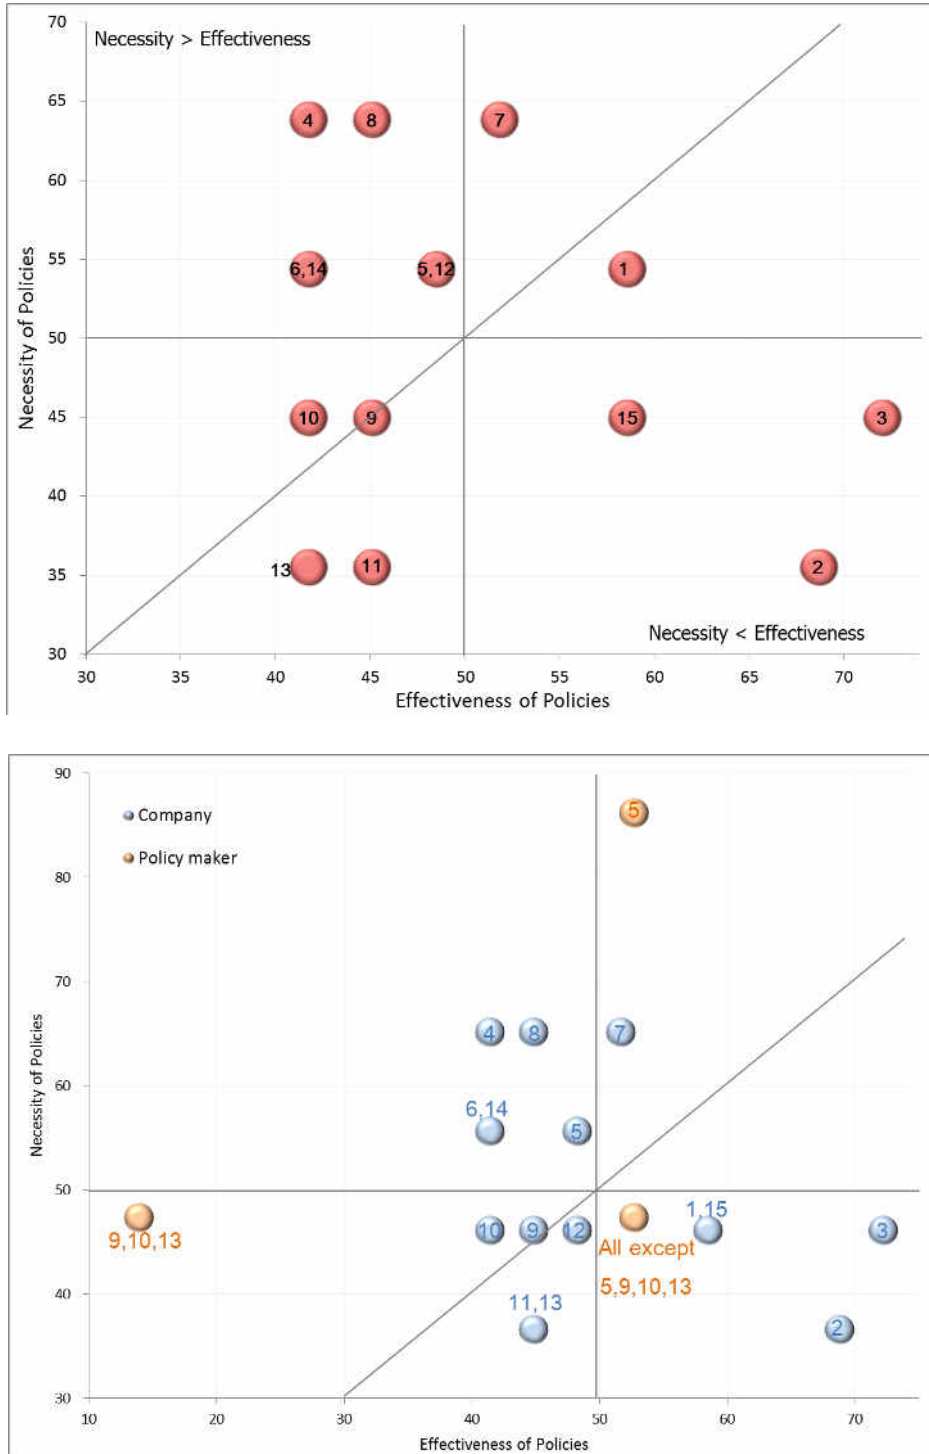 70
Necessity > Effectiveness
65
4 8 7
60
55
6,14 5,12 1
50
45
10 9 15 3
40
35
13 11 2
Necessity < Effectiveness
30
30 35 40 45 50 55 60 65 70
Effectiveness of Policies
Necessity of Policies
90
Company
5
Policy maker
80
70
4 8 7
60
6,14
5
50
1,15
10 9 12 3
9,10,13
All except
5,9,10,13
40
11,13
2
30
10 20 30 40 50 60 70
Effectiveness of Policies
Necessity of Policies